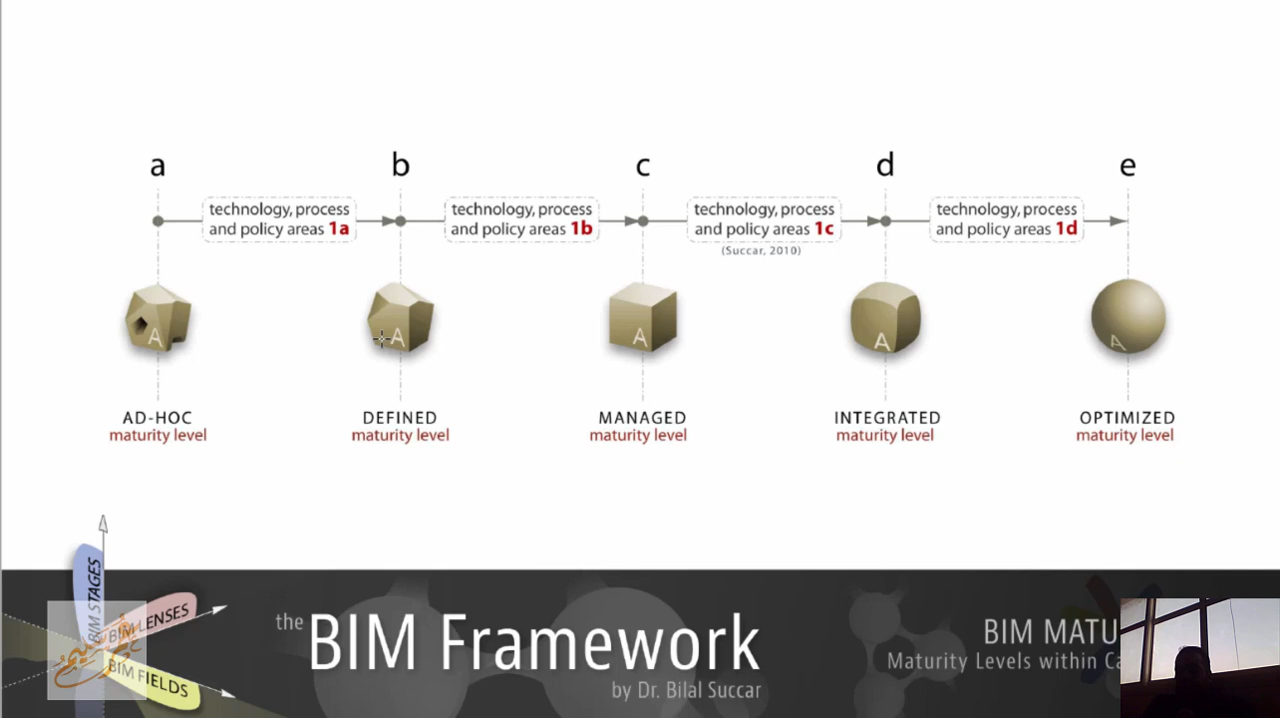 a
b
c
d
e
technology, process
and policy areas 1a
technology, process
and policy areas 1b
technology, process
and policy areas 1c
(Succar, 2010)
technology, process
and policy areas 1d
A
A
A
A
A
AD-HOC
maturity level
DEFINED
maturity level
MANAGED
maturity level
INTEGRATED
maturity level
OPTIMIZED
maturity level
BIM STAGES
BIM LENSES
BIM FIELDS
the
BIM Framework
by Dr. Bilal Succar
BIM MATU
Maturity Levels within Ca